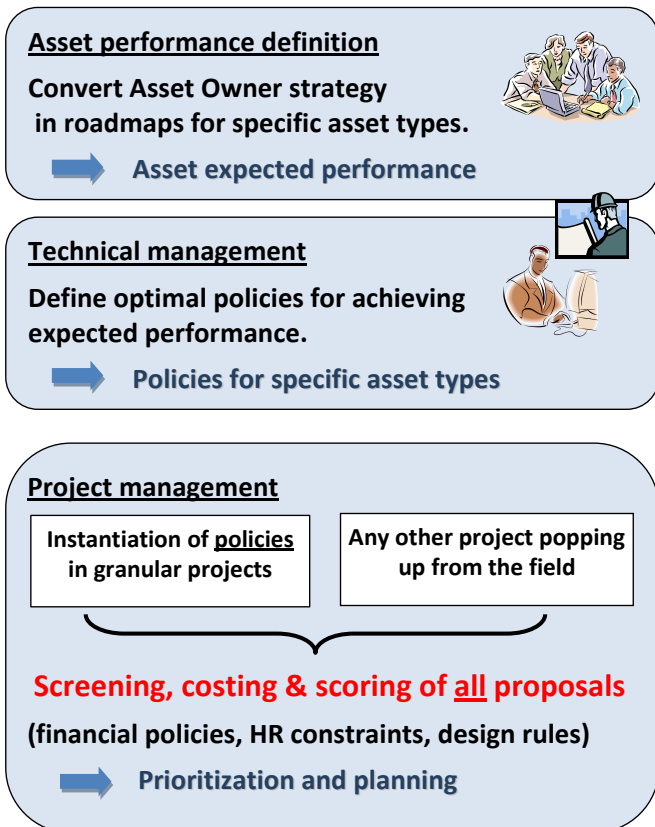 Asset performance definition
Convert Asset Owner strategy
in roadmaps for specific asset types.
Asset expected performance
Technical management
Define optimal policies for achieving
expected performance.
Policies for specific asset types
Project management
Instantiation of policies
in granular projects
Any other project popping
up from the field
Screening, costing & scoring of all proposals
(financial policies, HR constraints, design rules)
Prioritization and planning